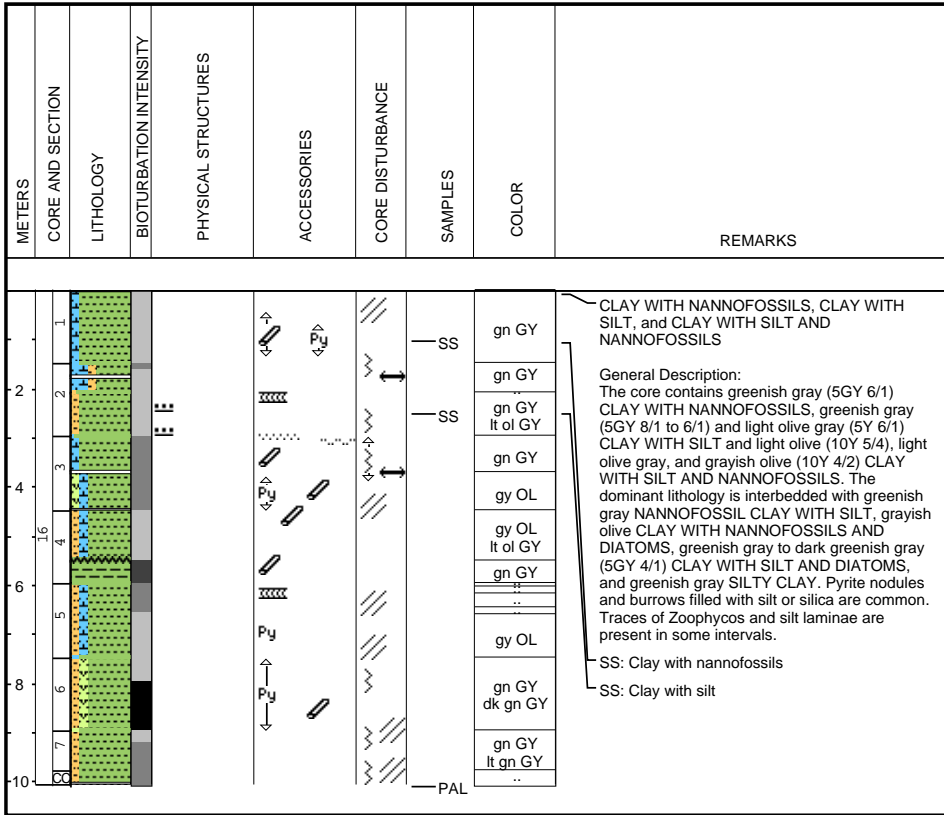 METERS
CORE AND SECTION
LITHOLOGY
BIOTURBATION INTENSITY
PHYSICAL STRUCTURES
ACCESSORIES
CORE DISTURBANCE
SAMPLES
COLOR
REMARKS
2
4
6
8
10
16
1
2
3
4
5
6
7
CC
Py
Py
Py
Py
SS
SS
PAL
gn GY
gn GY
..
gn GY
lt ol GY
gn GY
gy OL
gy OL
lt ol GY
gn GY
..
..
..
gy OL
gn GY
dk gn GY
gn GY
lt gn GY
..
CLAY WITH NANNOFOSSILS, CLAY WITH
SILT, and CLAY WITH SILT AND
NANNOFOSSILS
General Description:
The core contains greenish gray (5GY 6/1)
CLAY WITH NANNOFOSSILS, greenish gray
(5GY 8/1 to 6/1) and light olive gray (5Y 6/1)
CLAY WITH SILT and light olive (10Y 5/4), light
olive gray, and grayish olive (10Y 4/2) CLAY
WITH SILT AND NANNOFOSSILS. The
dominant lithology is interbedded with greenish
gray NANNOFOSSIL CLAY WITH SILT, grayish
olive CLAY WITH NANNOFOSSILS AND
DIATOMS, greenish gray to dark greenish gray
(5GY 4/1) CLAY WITH SILT AND DIATOMS,
and greenish gray SILTY CLAY. Pyrite nodules
and burrows filled with silt or silica are common.
Traces of Zoophycos and silt laminae are
present in some intervals.
SS: Clay with nannofossils
SS: Clay with silt